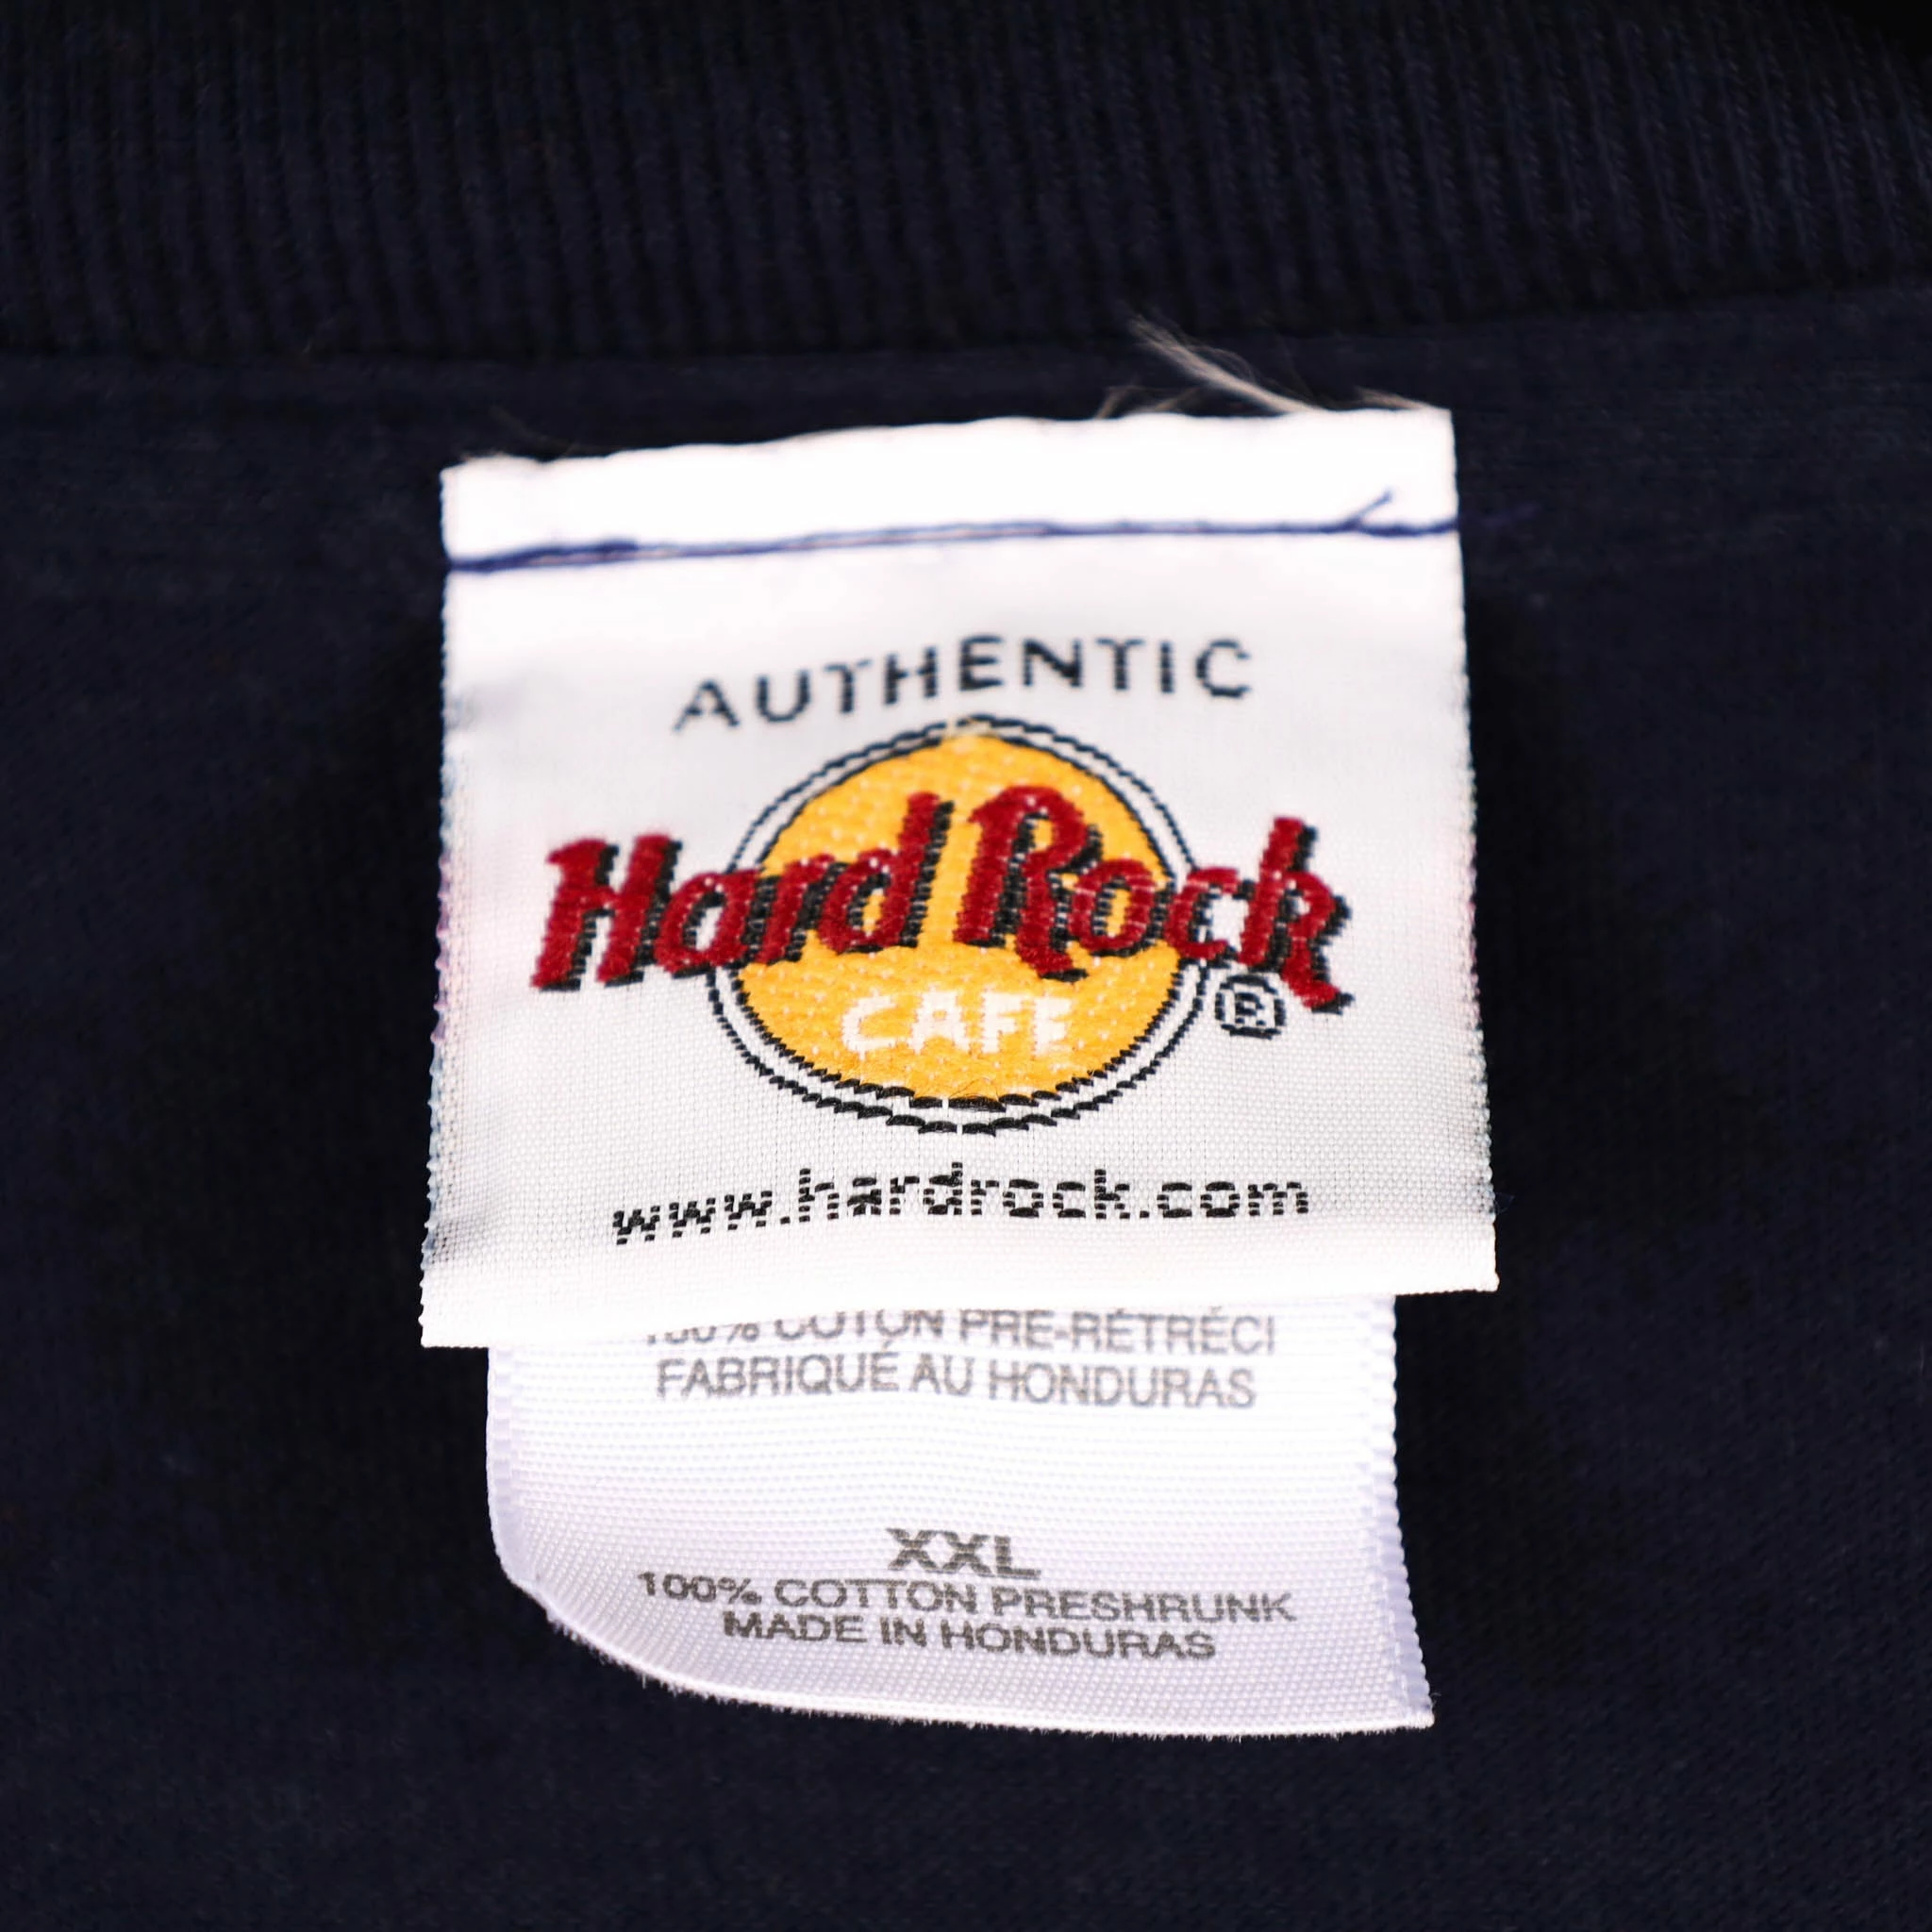 AUTHENTIC
Hard Rock
CAFE ®
www.hardrock.com
100% COTON PRÉ-RÉTRÉCI
FABRIQUÉ AU HONDURAS
XXL
100% COTTON PRESHRUNK
MADE IN HONDURAS